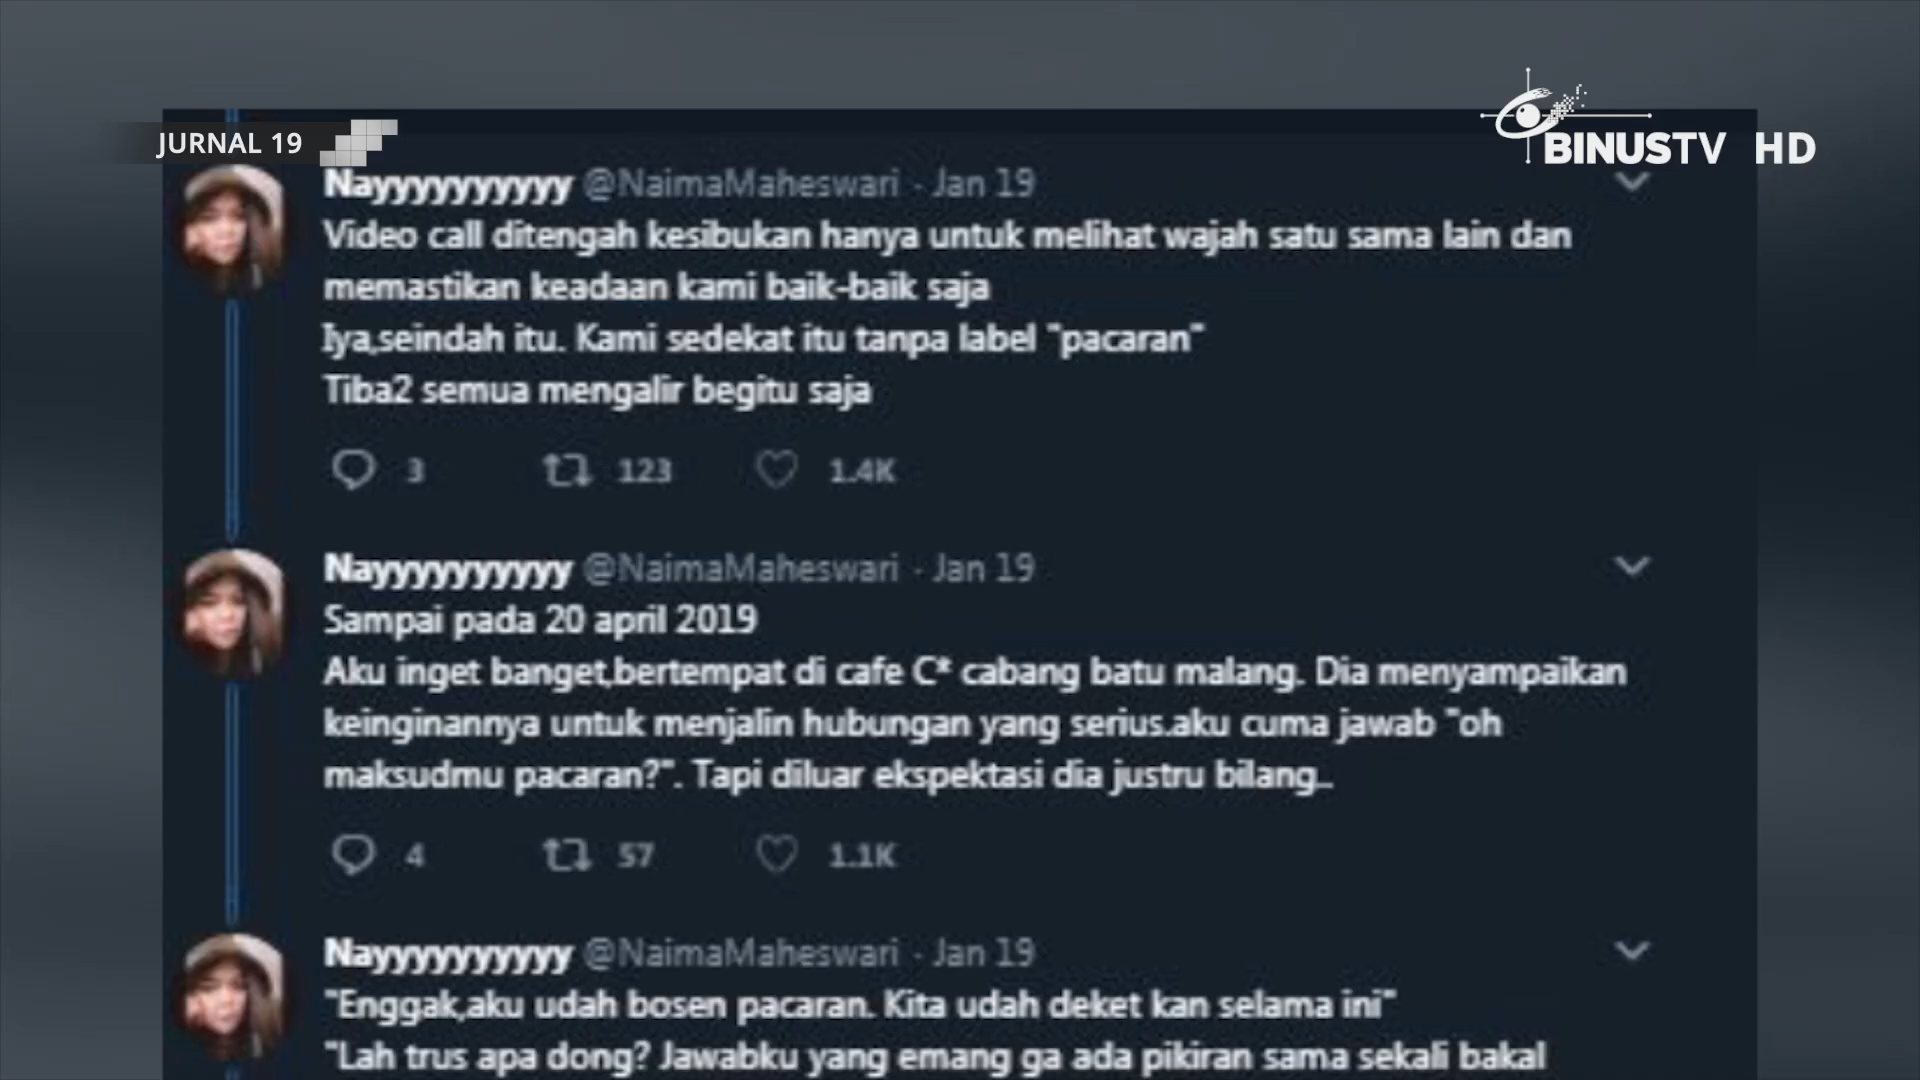 JURNAL 19
BINUSTV HD
Nayyyyyyyyyyy @NaimaMaheswari · Jan 19
Video call ditengah kesibukan hanya untuk melihat wajah satu sama lain dan
memastikan keadaan kami baik-baik saja
Iya,seindah itu. Kami sedekat itu tanpa label "pacaran"
Tiba2 semua mengalir begitu saja
3 123 1.4K
Nayyyyyyyyyyy @NaimaMaheswari · Jan 19
Sampai pada 20 april 2019
Aku inget banget,bertempat di cafe C* cabang batu malang. Dia menyampaikan
keinginannya untuk menjalin hubungan yang serius.aku cuma jawab "oh
maksudmu pacaran?". Tapi diluar ekspektasi dia justru bilang..
4 57 1.1K
Nayyyyyyyyyyy @NaimaMaheswari · Jan 19
"Enggak,aku udah bosen pacaran. Kita udah deket kan selama ini"
"Lah trus apa dong? Jawabku yang emang ga ada pikiran sama sekali bakal